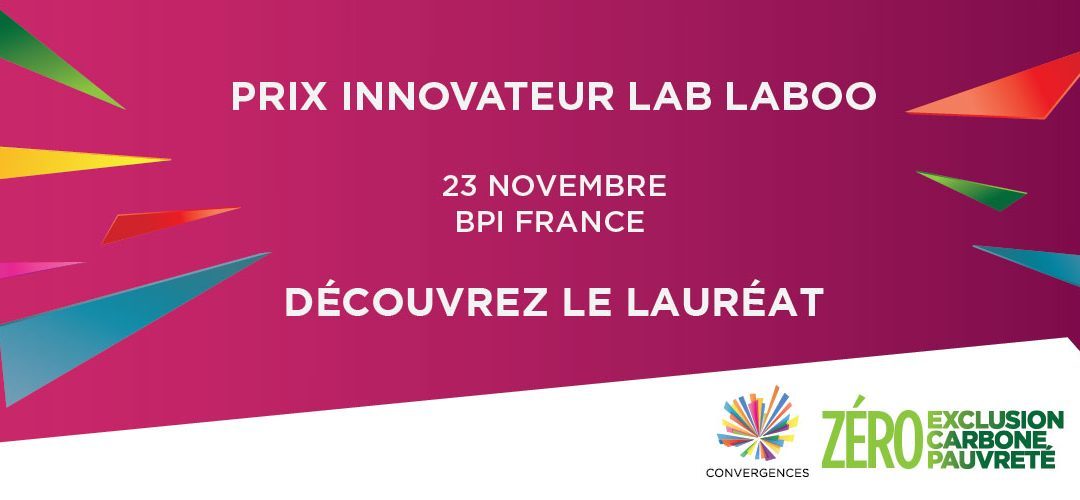 PRIX INNOVATEUR LAB LABOO
23 NOVEMBRE
BPI FRANCE
DÉCOUVREZ LE LAURÉAT
CONVERGENCES
ZÉRO EXCLUSION
CARBONE
PAUVRETÉ